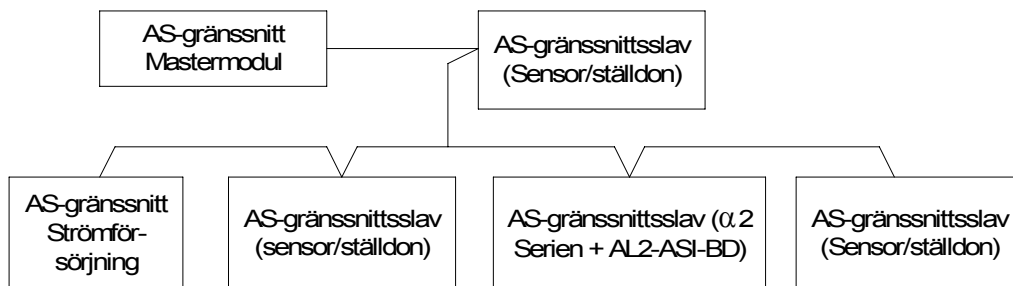 AS-gränssnitt
Mastermodul
AS-gränssnittsslav
(Sensor/ställdon)
AS-gränssnitt
Strömför-
sörjning
AS-gränssnittsslav
(sensor/ställdon)
AS-gränssnittsslav (α2
Serien + AL2-ASI-BD)
AS-gränssnittsslav
(Sensor/ställdon)